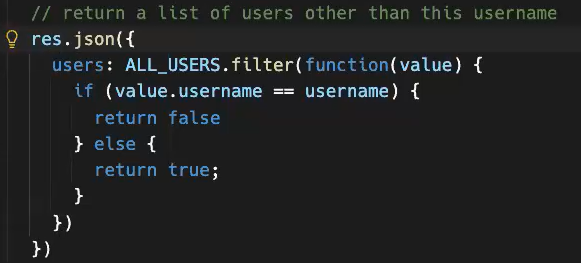 // return a list of users other than this username
res.json({
users: ALL_USERS.filter(function(value) {
if (value.username == username) {
return false
} else {
return true;
}
})
})